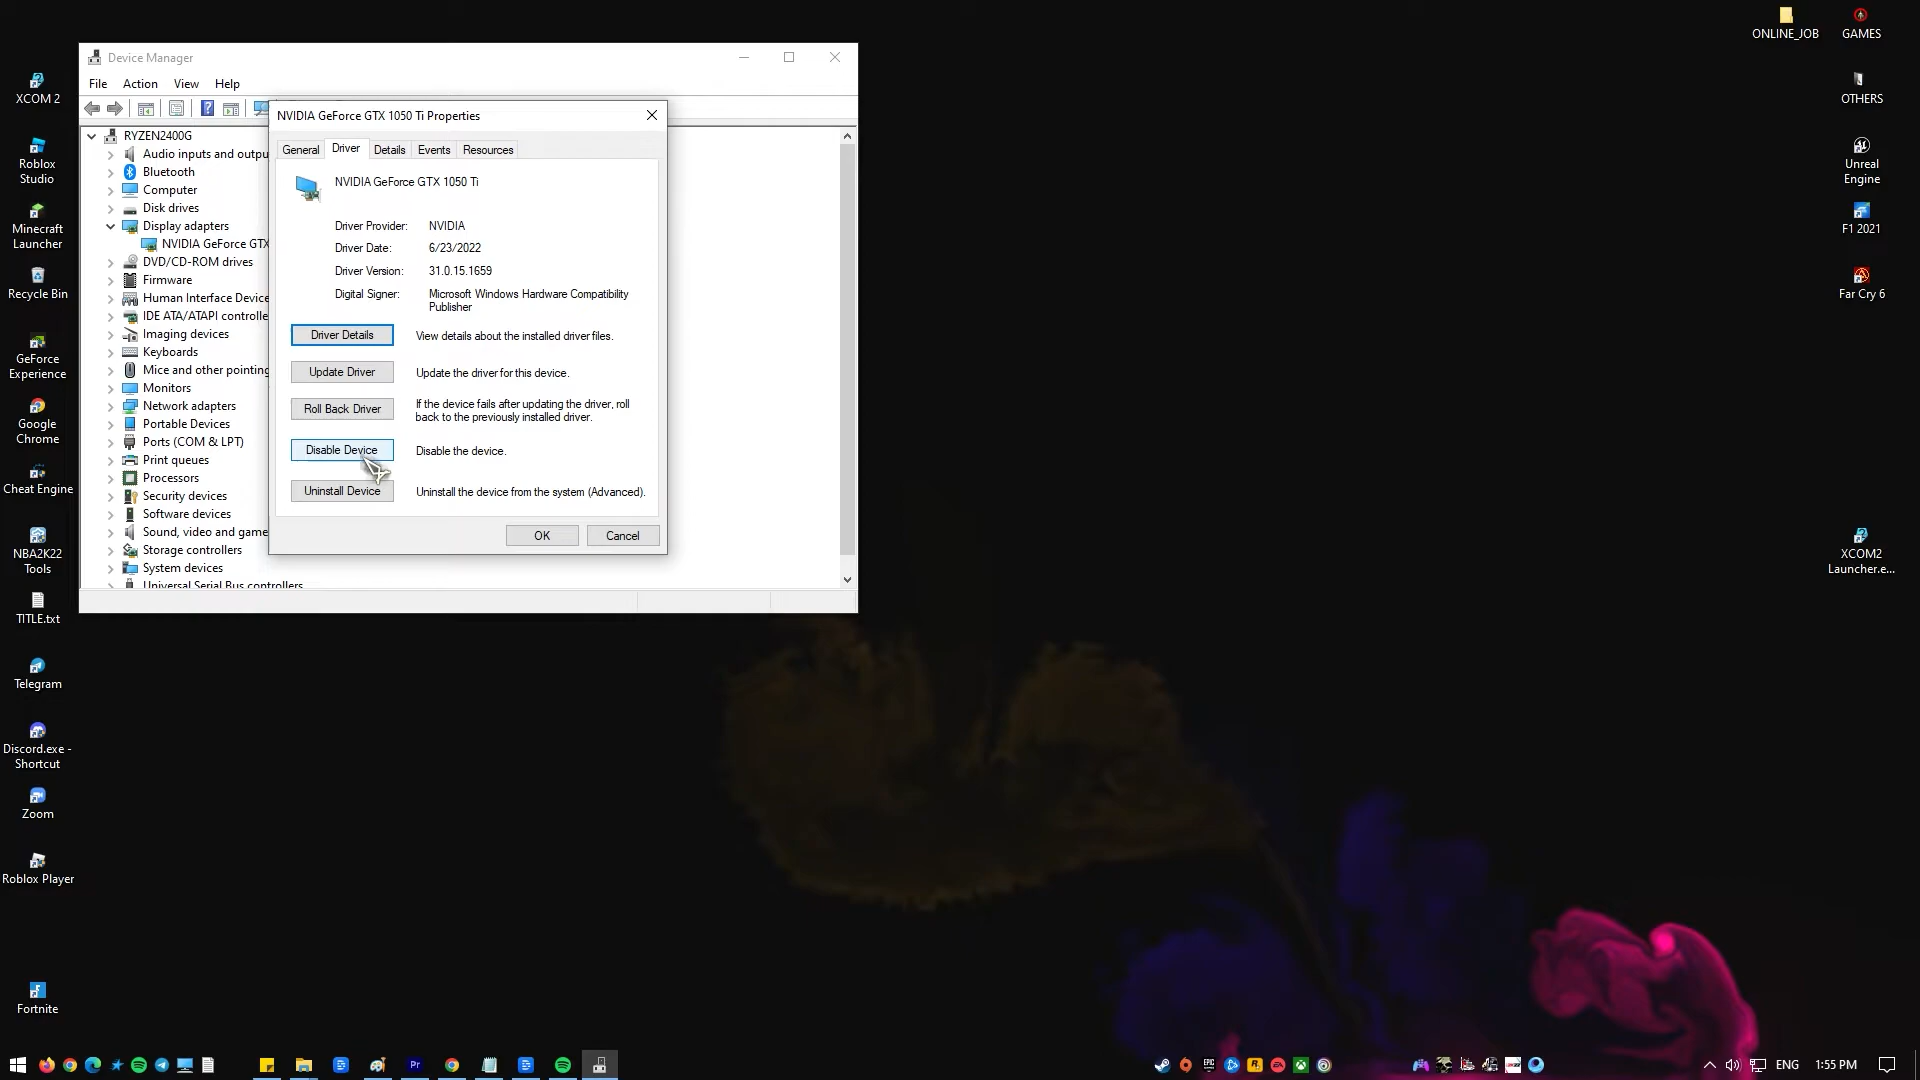 Device Manager
File Action View Help
RYZEN2400G
Audio inputs and outpu
Bluetooth
Computer
Disk drives
Display adapters
NVIDIA GeForce GTX
DVD/CD-ROM drives
Firmware
Human Interface Device
IDE ATA/ATAPI controlle
Imaging devices
Keyboards
Mice and other pointing
Monitors
Network adapters
Portable Devices
Ports (COM & LPT)
Print queues
Processors
Security devices
Software devices
Sound, video and game
Storage controllers
System devices
Universal Serial Bus controllers
NVIDIA GeForce GTX 1050 Ti Properties
General Driver Details Events Resources
NVIDIA GeForce GTX 1050 Ti
Driver Provider: NVIDIA
Driver Date: 6/23/2022
Driver Version: 31.0.15.1659
Digital Signer: Microsoft Windows Hardware Compatibility
Publisher
Driver Details View details about the installed driver files.
Update Driver Update the driver for this device.
Roll Back Driver If the device fails after updating the driver, roll
back to the previously installed driver.
Disable Device Disable the device.
Uninstall Device Uninstall the device from the system (Advanced).
OK Cancel
XCOM 2
Roblox
Studio
Minecraft
Launcher
Recycle Bin
GeForce
Experience
Google
Chrome
Cheat Engine
NBA2K22
Tools
TITLE.txt
Telegram
Discord.exe -
Shortcut
Zoom
Roblox Player
Fortnite
ONLINE_JOB
GAMES
OTHERS
Unreal
Engine
F1 2021
Far Cry 6
XCOM2
Launcher.e...
Pr
ENG
1:55 PM